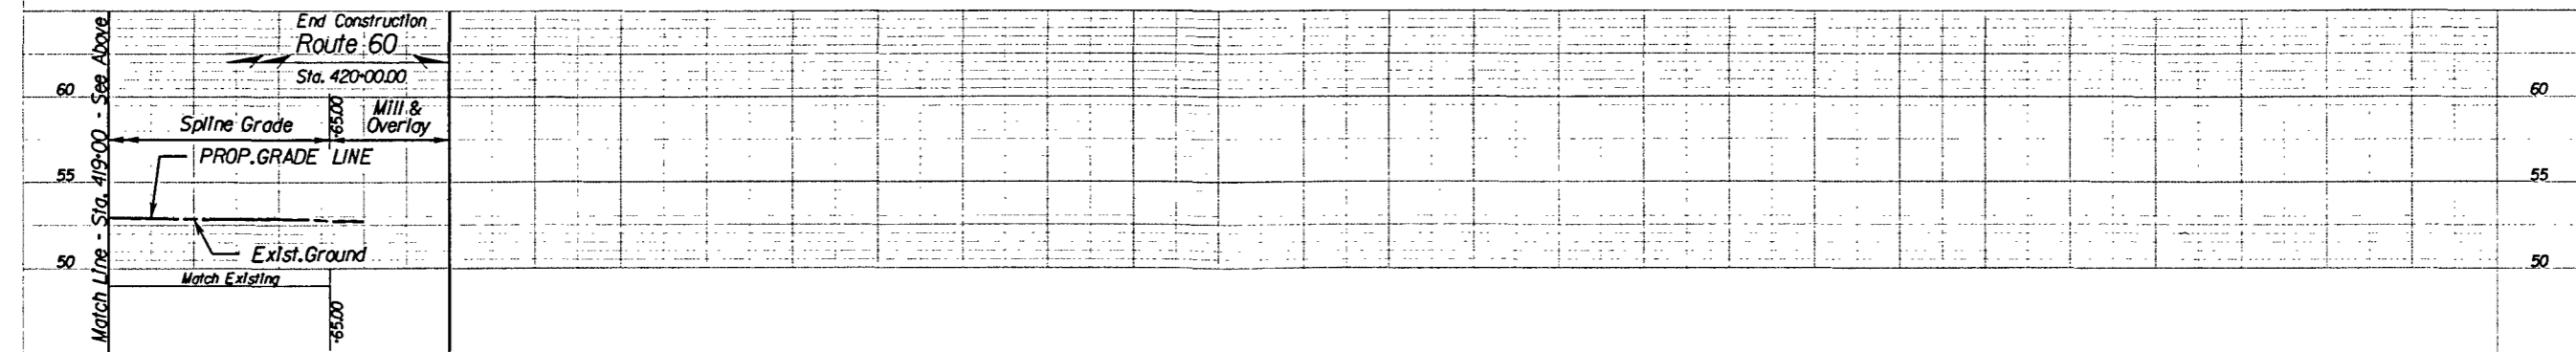 Match Line - Sta. 419+00 - See Above
End Construction
Route 60
Sta. 420+00.00
60
60
Spline Grade
+65.00
Mill &
Overlay
PROP. GRADE LINE
55
55
Exist. Ground
50
50
Match Existing
+65.00